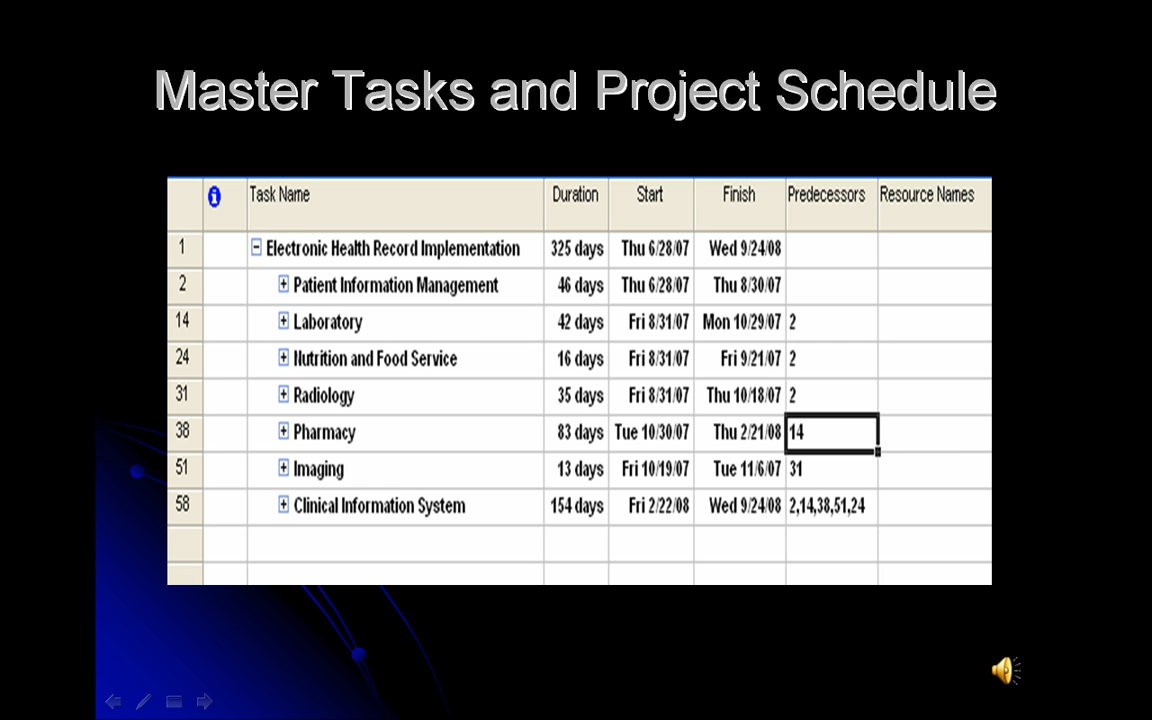 Master Tasks and Project Schedule
Task Name Duration Start Finish Predecessors Resource Names
1 Electronic Health Record Implementation 325 days Thu 6/28/07 Wed 9/24/08
2 Patient Information Management 46 days Thu 6/28/07 Thu 8/30/07
14 Laboratory 42 days Fri 8/31/07 Mon 10/29/07 2
24 Nutrition and Food Service 16 days Fri 8/31/07 Fri 9/21/07 2
31 Radiology 35 days Fri 8/31/07 Thu 10/18/07 2
38 Pharmacy 83 days Tue 10/30/07 Thu 2/21/08 14
51 Imaging 13 days Fri 10/19/07 Tue 11/6/07 31
58 Clinical Information System 154 days Fri 2/22/08 Wed 9/24/08 2,14,38,51,24